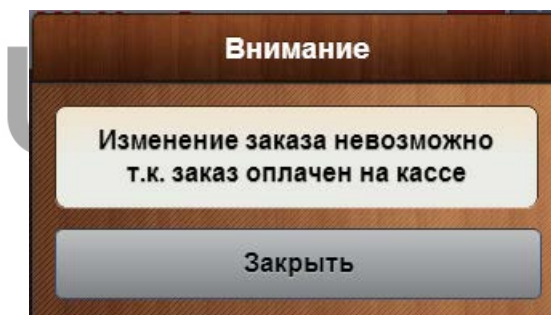 Внимание
Изменение заказа невозможно
т.к. заказ оплачен на кассе
Закрыть